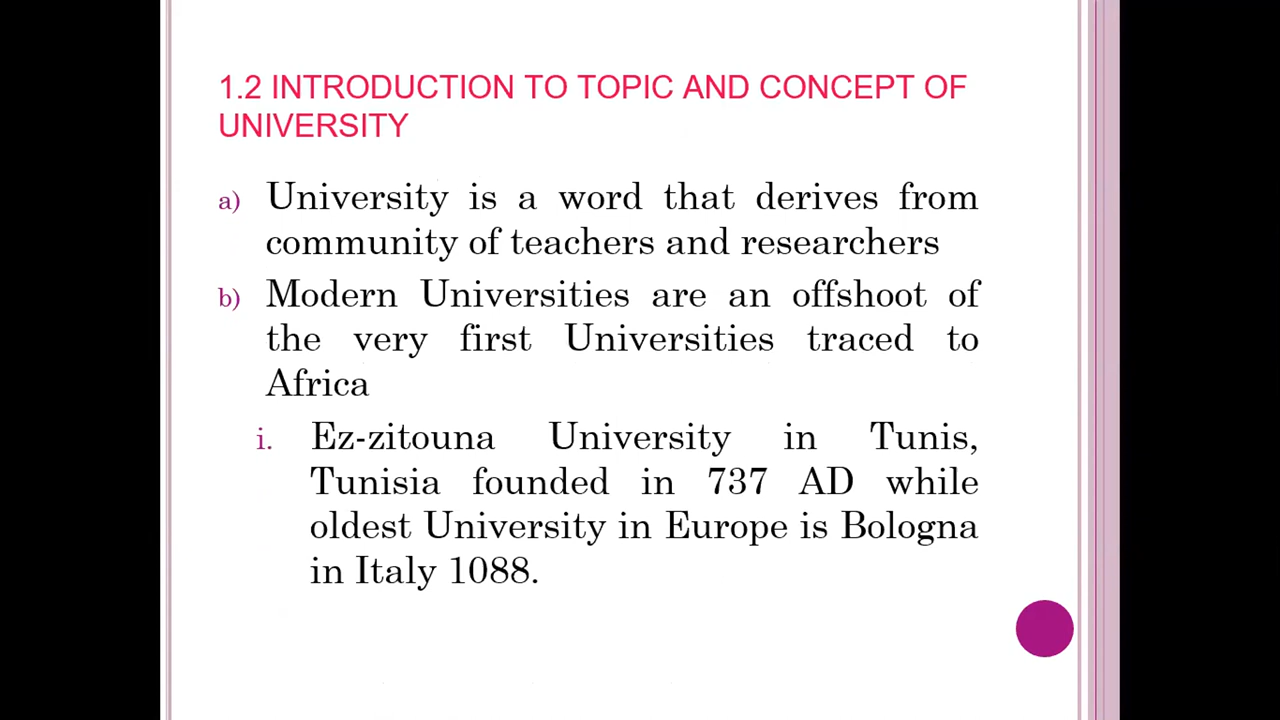 1.2 INTRODUCTION TO TOPIC AND CONCEPT OF
UNIVERSITY
a) University is a word that derives from
community of teachers and researchers
b) Modern Universities are an offshoot of
the very first Universities traced to
Africa
i. Ez-zitouna University in Tunis,
Tunisia founded in 737 AD while
oldest University in Europe is Bologna
in Italy 1088.